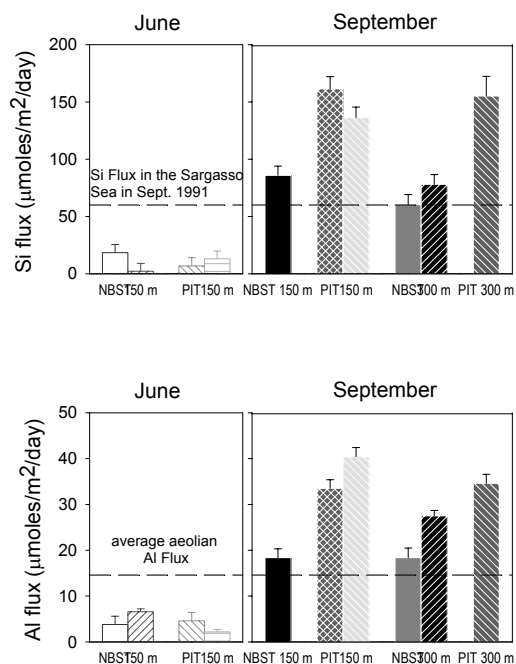 June
September
Si flux (μmoles/m2/day)
200
150
100
50
0
Si Flux in the Sargasso
Sea in Sept. 1991
NBST150 m
PIT150 m
NBST 150 m
PIT150 m
NBST300 m
PIT 300 m
June
September
Al flux (μmoles/m2/day)
50
40
30
20
10
0
average aeolian
Al Flux
NBST150 m
PIT150 m
NBST 150 m
PIT150 m
NBST300 m
PIT 300 m